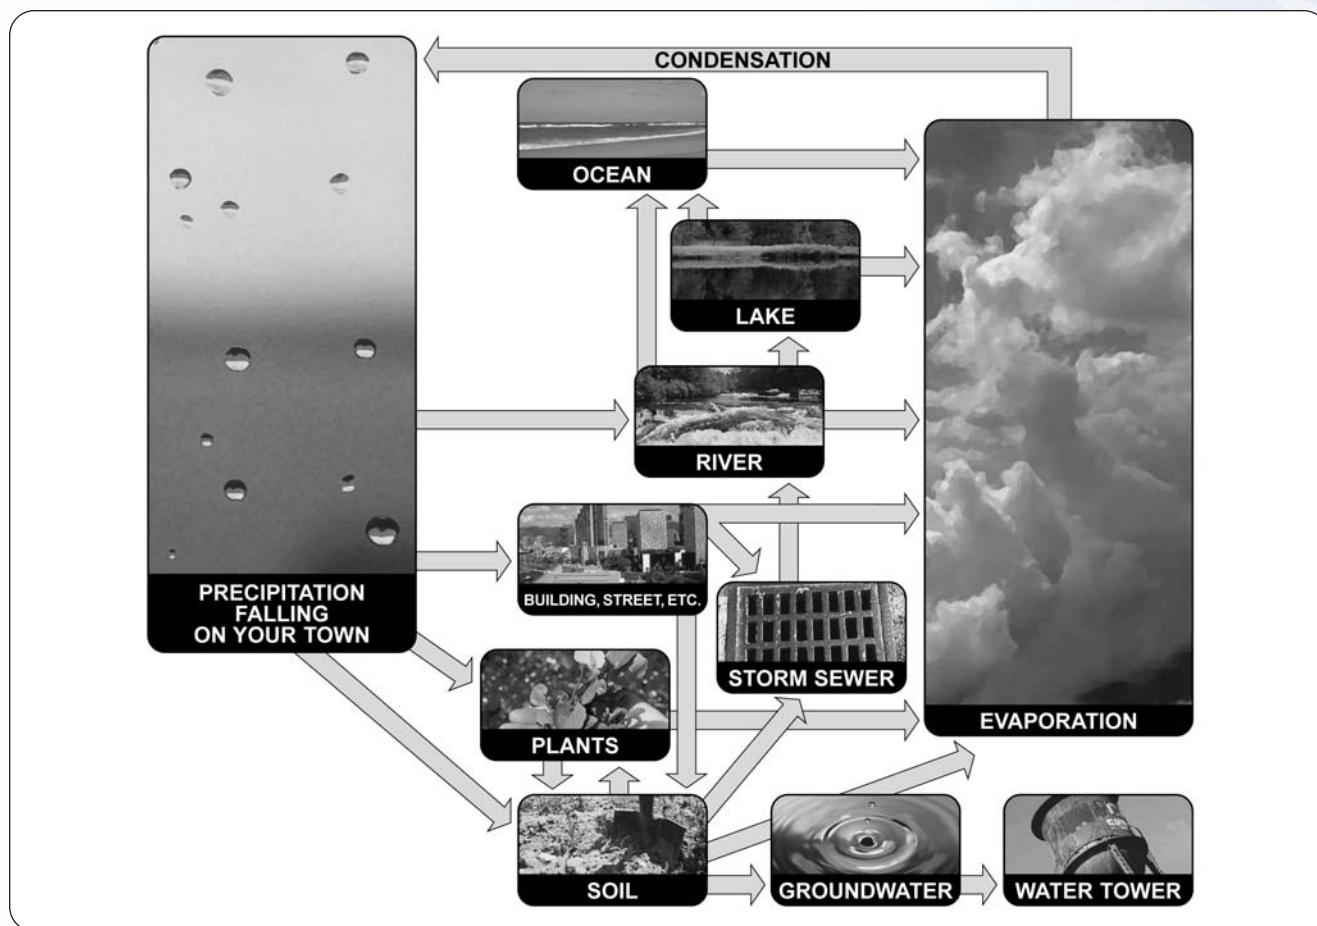 CONDENSATION
OCEAN
LAKE
RIVER
PRECIPITATION
FALLING
ON YOUR TOWN
BUILDING, STREET, ETC.
STORM SEWER
EVAPORATION
PLANTS
SOIL
GROUNDWATER
WATER TOWER